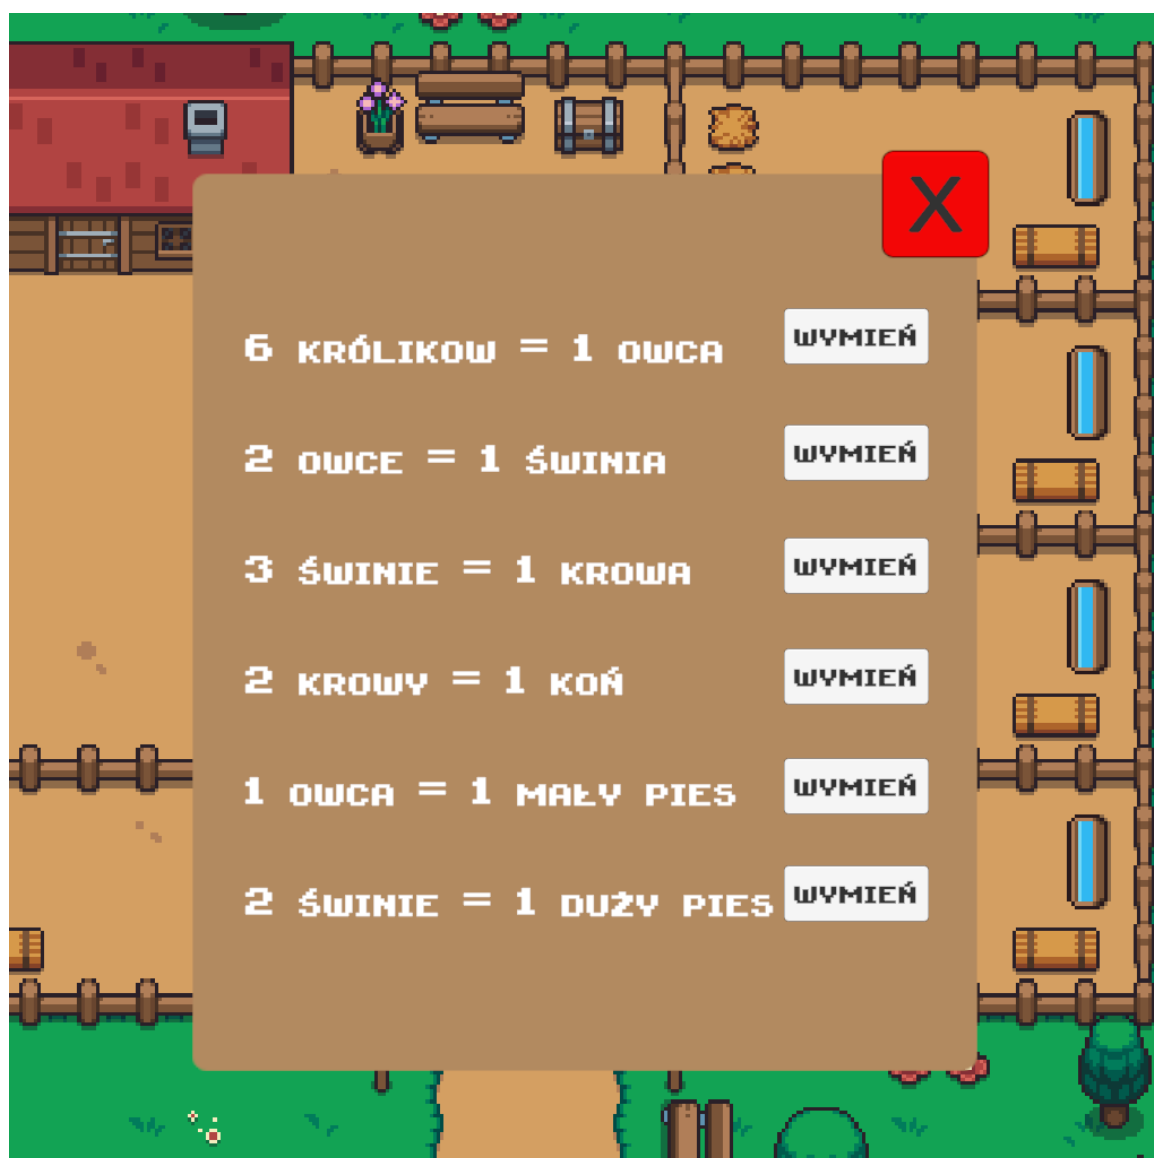 X
6 KRÓLIKOW = 1 OWCA WYMIEŃ
2 OWCE = 1 ŚWINIA WYMIEŃ
3 ŚWINIE = 1 KROWA WYMIEŃ
2 KROWY = 1 KOŃ WYMIEŃ
1 OWCA = 1 MAŁY PIES WYMIEŃ
2 ŚWINIE = 1 DUŻY PIES WYMIEŃ